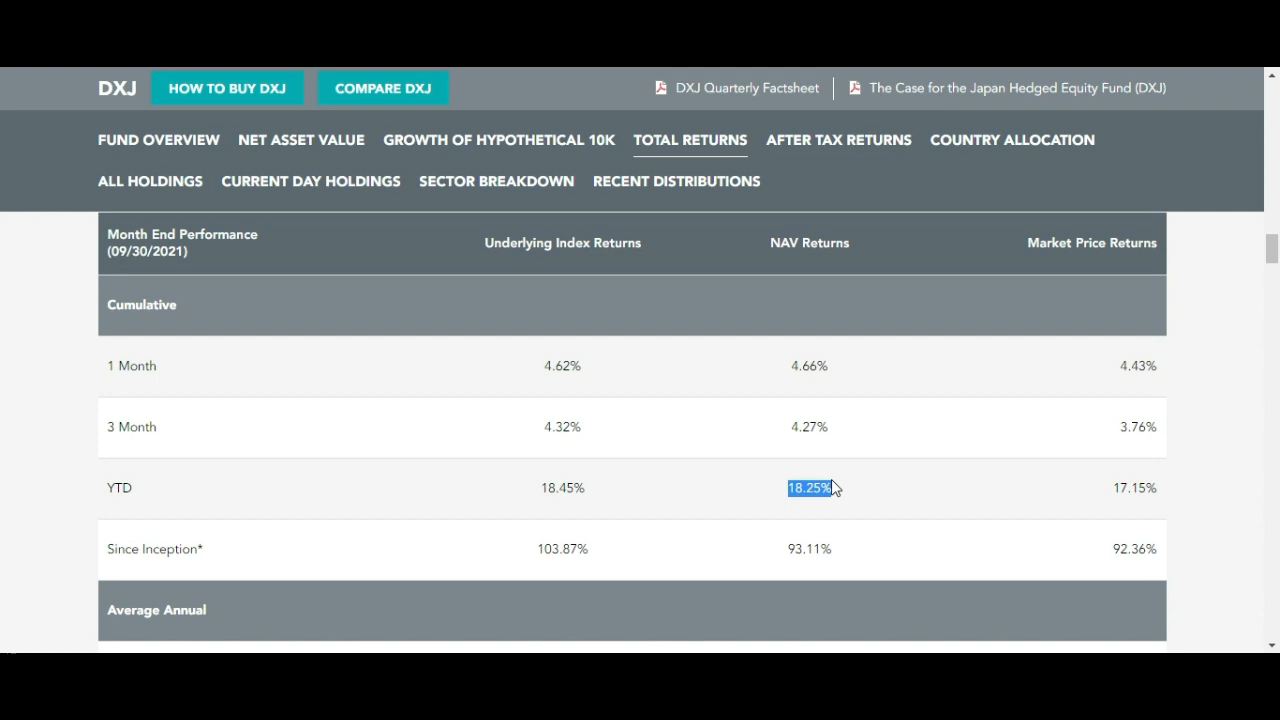 DXJ HOW TO BUY DXJ COMPARE DXJ DXJ Quarterly Factsheet The Case for the Japan Hedged Equity Fund (DXJ)
FUND OVERVIEW NET ASSET VALUE GROWTH OF HYPOTHETICAL 10K TOTAL RETURNS AFTER TAX RETURNS COUNTRY ALLOCATION
ALL HOLDINGS CURRENT DAY HOLDINGS SECTOR BREAKDOWN RECENT DISTRIBUTIONS
Month End Performance
(09/30/2021) Underlying Index Returns NAV Returns Market Price Returns
Cumulative
1 Month 4.62% 4.66% 4.43%
3 Month 4.32% 4.27% 3.76%
YTD 18.45% 18.25% 17.15%
Since Inception* 103.87% 93.11% 92.36%
Average Annual